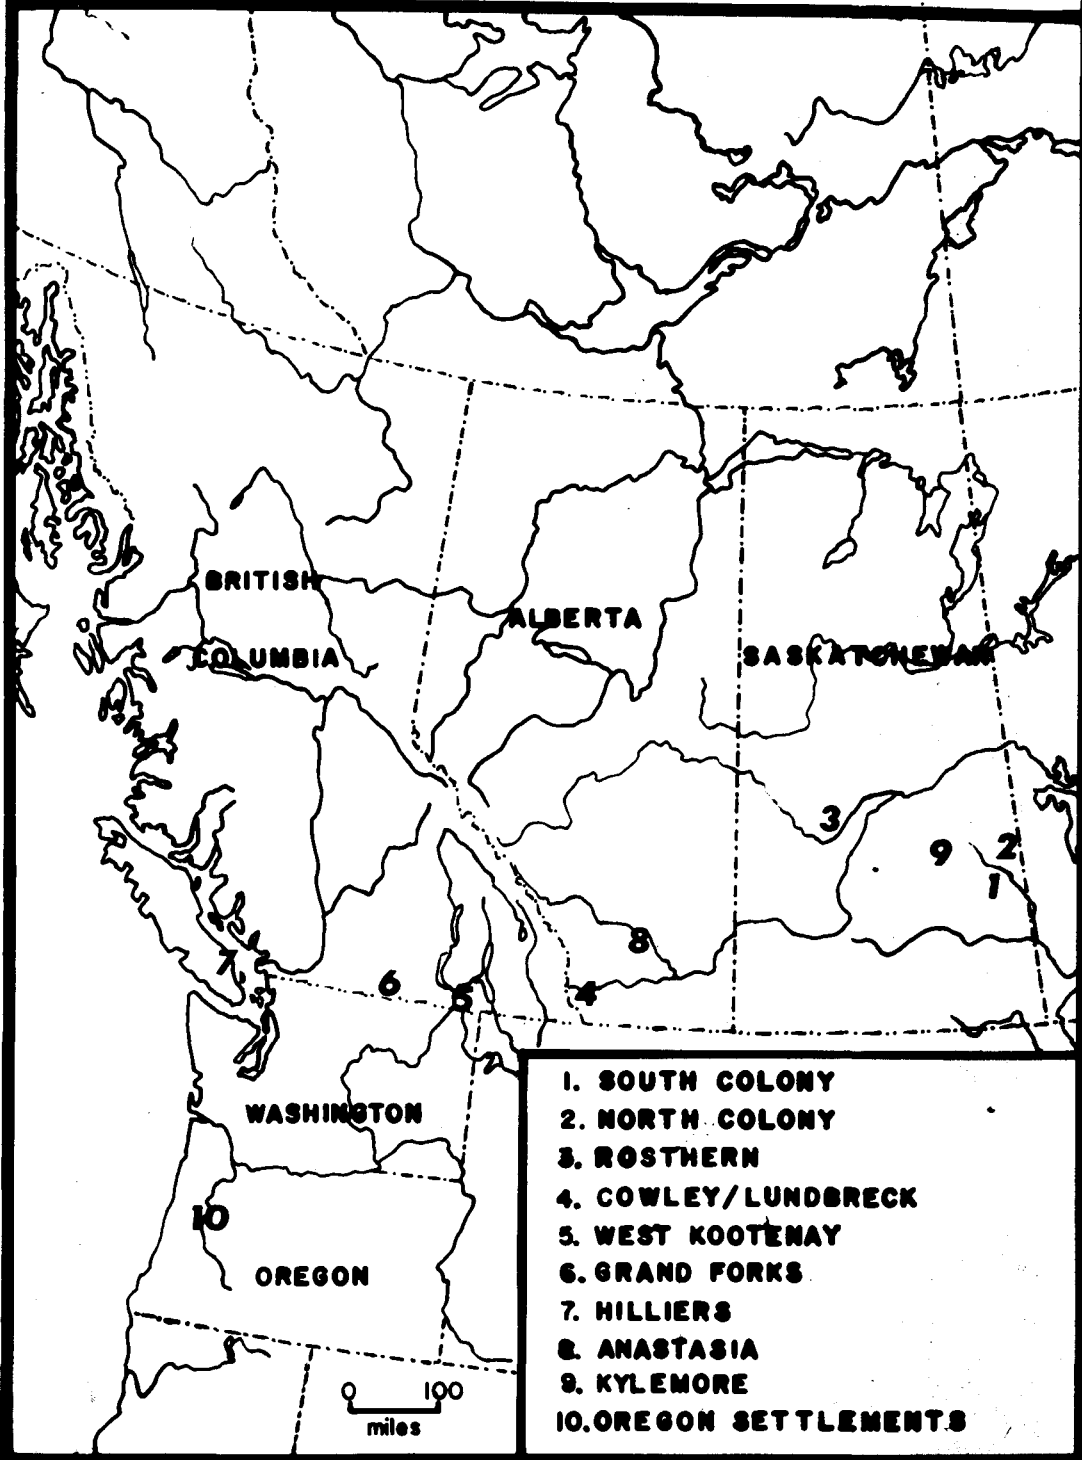 BRITISH
COLUMBIA
ALBERTA
SASKATCHEWAN
3
9
2
1
7
8
6
5
4
WASHINGTON
10
OREGON
0 100
miles
1. SOUTH COLONY
2. NORTH COLONY
3. ROSTHERN
4. COWLEY/LUNDBRECK
5. WEST KOOTENAY
6. GRAND FORKS
7. HILLIERS
8. ANASTASIA
9. KYLEMORE
10. OREGON SETTLEMENTS